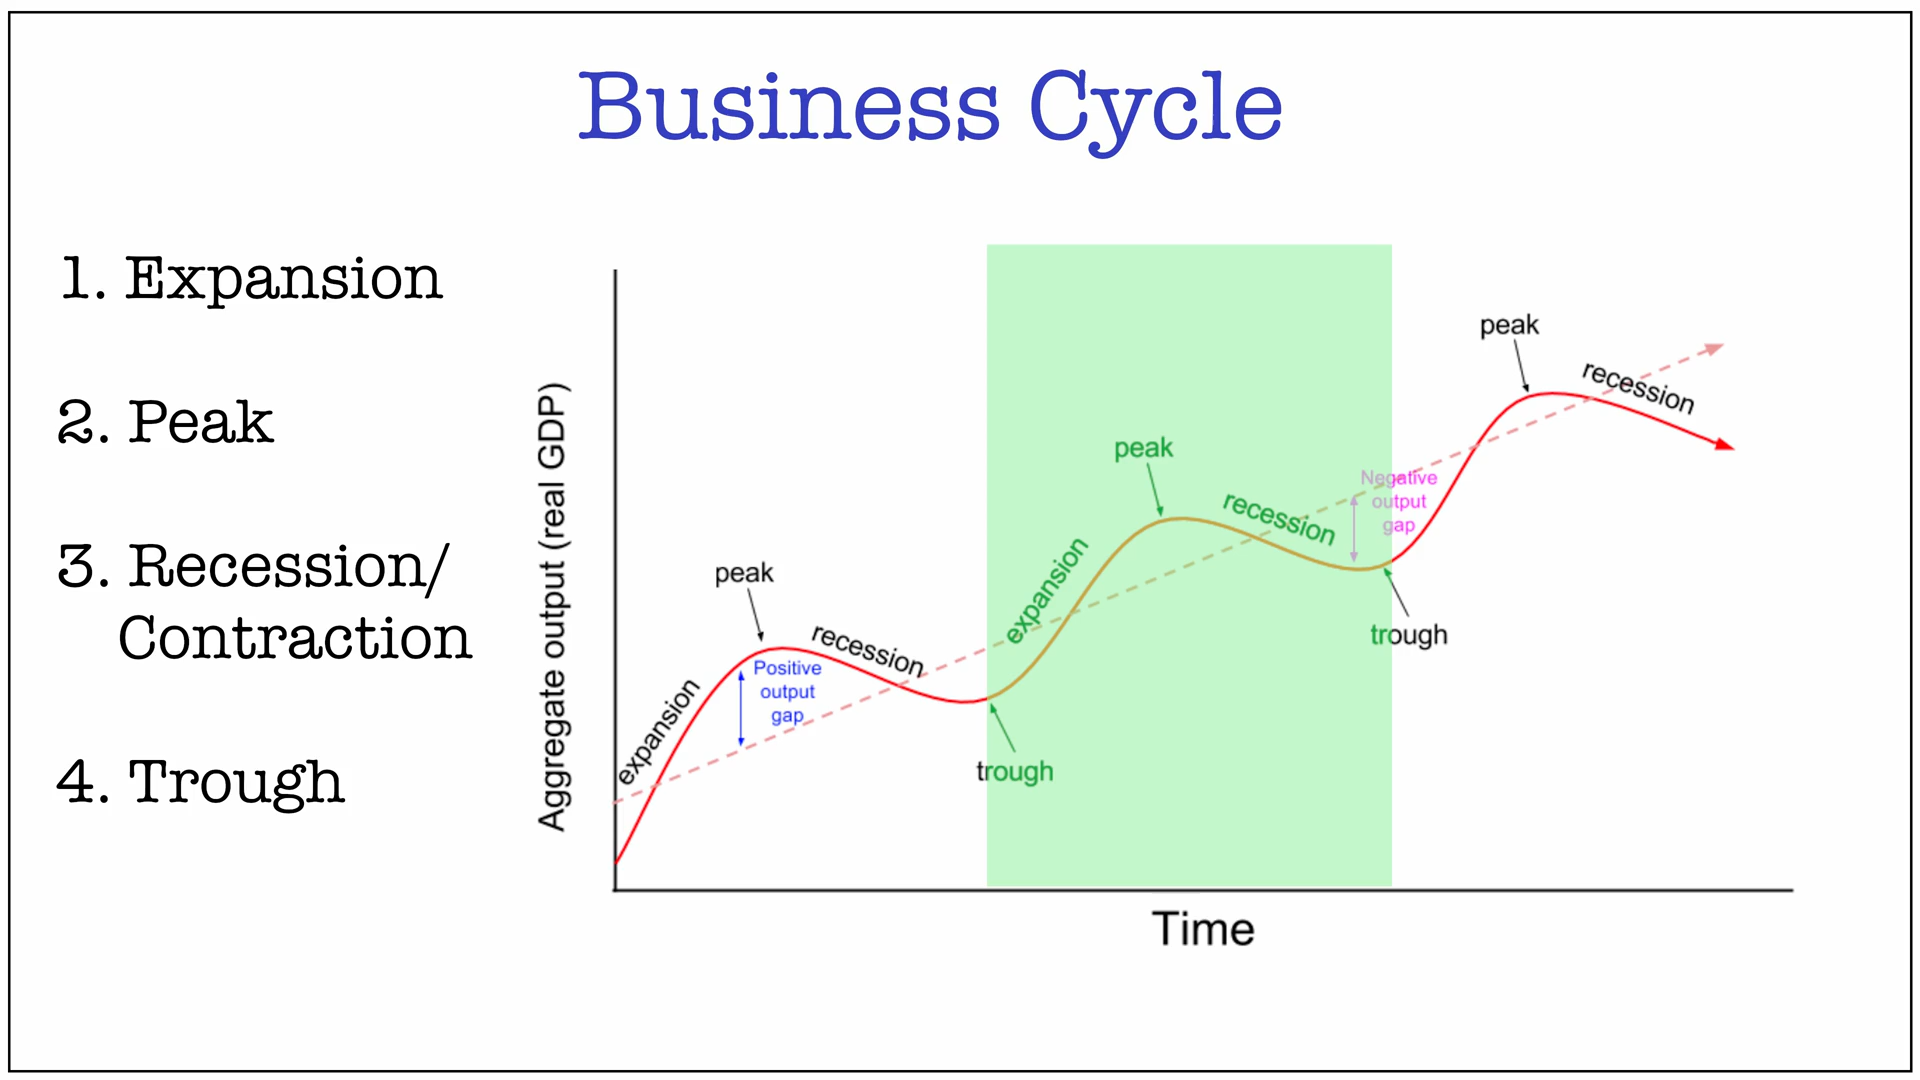 Business Cycle
1. Expansion
2. Peak
3. Recession/
Contraction
4. Trough
Aggregate output (real GDP)
expansion
peak
recession
Positive
output
gap
trough
expansion
peak
recession
Negative
output
gap
trough
peak
recession
Time